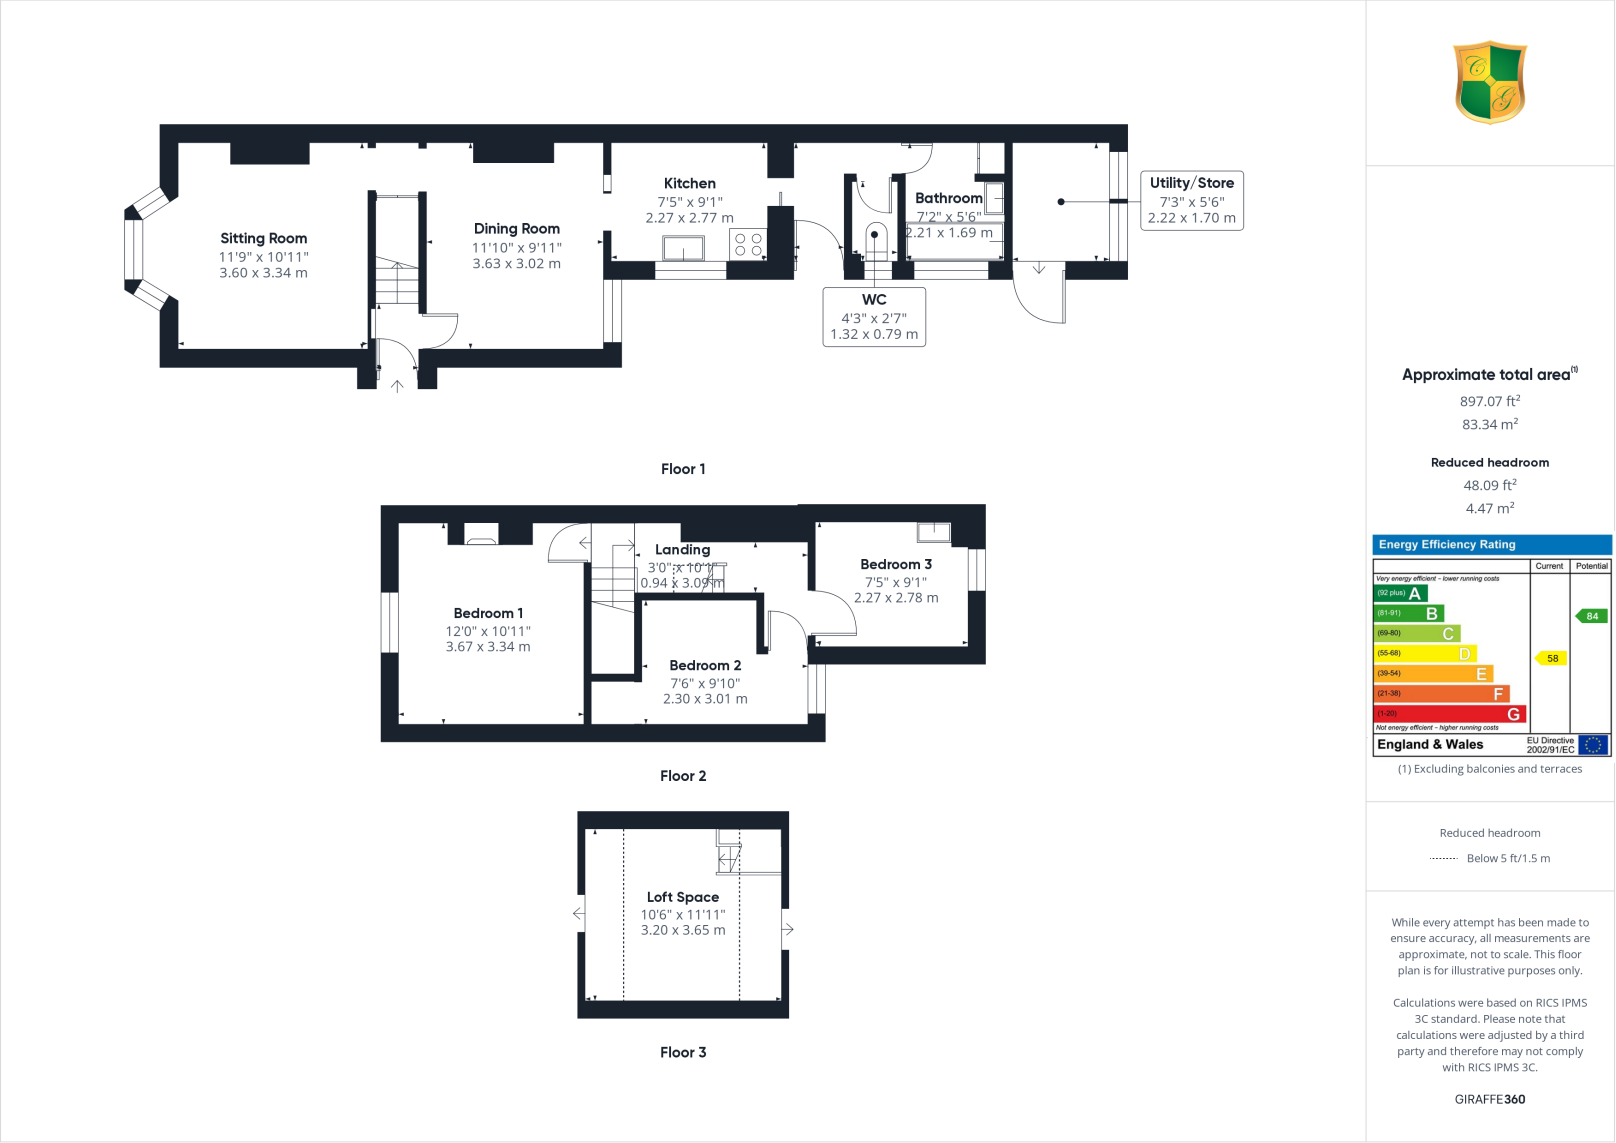 Sitting Room
11'9" x 10'11"
3.60 x 3.34 m
Dining Room
11'10" x 9'11"
3.63 x 3.02 m
Kitchen
7'5" x 9'1"
2.27 x 2.77 m
Bathroom
7'2" x 5'6"
2.21 x 1.69 m
Utility/Store
7'3" x 5'6"
2.22 x 1.70 m
WC
4'3" x 2'7"
1.32 x 0.79 m
Floor 1
Bedroom 1
12'0" x 10'11"
3.67 x 3.34 m
Landing
3'0" x 10'1"
0.94 x 3.09 m
Bedroom 2
7'6" x 9'10"
2.30 x 3.01 m
Bedroom 3
7'5" x 9'1"
2.27 x 2.78 m
Floor 2
Loft Space
10'6" x 11'11"
3.20 x 3.65 m
Floor 3
C
G
Approximate total area(1)
897.07 ft²
83.34 m²
Reduced headroom
48.09 ft²
4.47 m²
Energy Efficiency Rating
Current Potential
Very energy efficient – lower running costs
(92 plus) A
(81-91) B 84
(69-80) C
(55-68) D 58
(39-54) E
(21-38) F
(1-20) G
Not energy efficient – higher running costs
England & Wales
EU Directive
2002/91/EC
(1) Excluding balconies and terraces
Reduced headroom
Below 5 ft/1.5 m
While every attempt has been made to
ensure accuracy, all measurements are
approximate, not to scale. This floor
plan is for illustrative purposes only.
Calculations were based on RICS IPMS
3C standard. Please note that
calculations were adjusted by a third
party and therefore may not comply
with RICS IPMS 3C.
GIRAFFE360